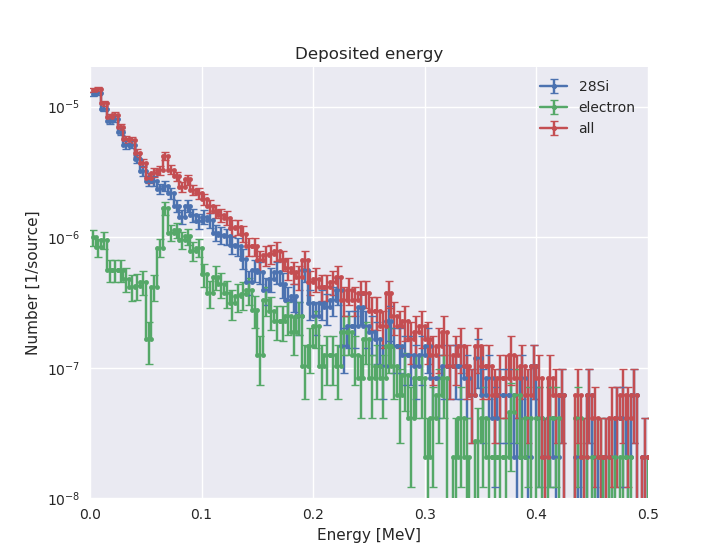 Deposited energy
28Si
electron
all
Number [1/source]
10⁻⁵
10⁻⁶
10⁻⁷
10⁻⁸
0.0 0.1 0.2 0.3 0.4 0.5
Energy [MeV]